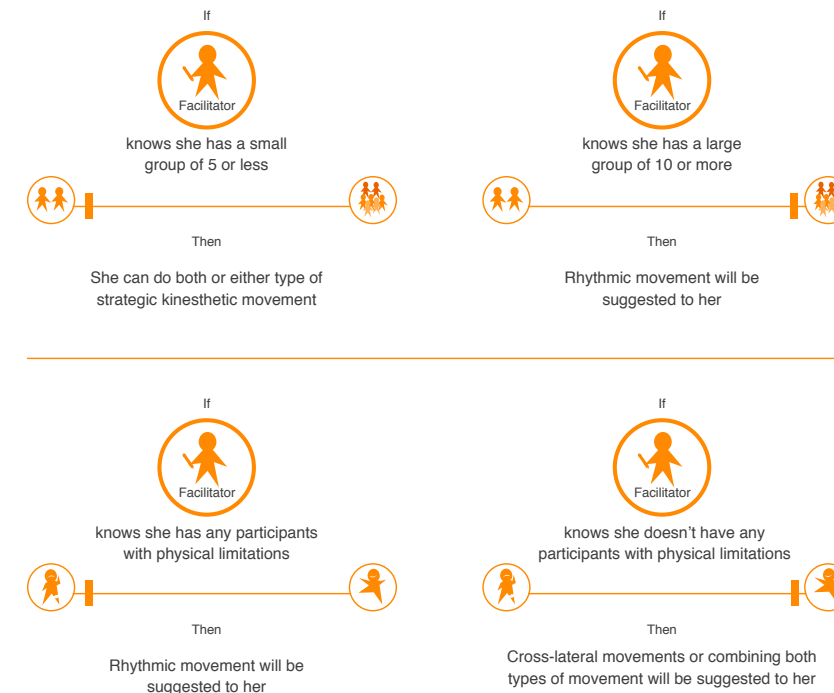 If
Facilitator
knows she has a small
group of 5 or less
Then
She can do both or either type of
strategic kinesthetic movement
If
Facilitator
knows she has a large
group of 10 or more
Then
Rhythmic movement will be
suggested to her
If
Facilitator
knows she has any participants
with physical limitations
Then
Rhythmic movement will be
suggested to her
If
Facilitator
knows she doesn’t have any
participants with physical limitations
Then
Cross-lateral movements or combining both
types of movement will be suggested to her